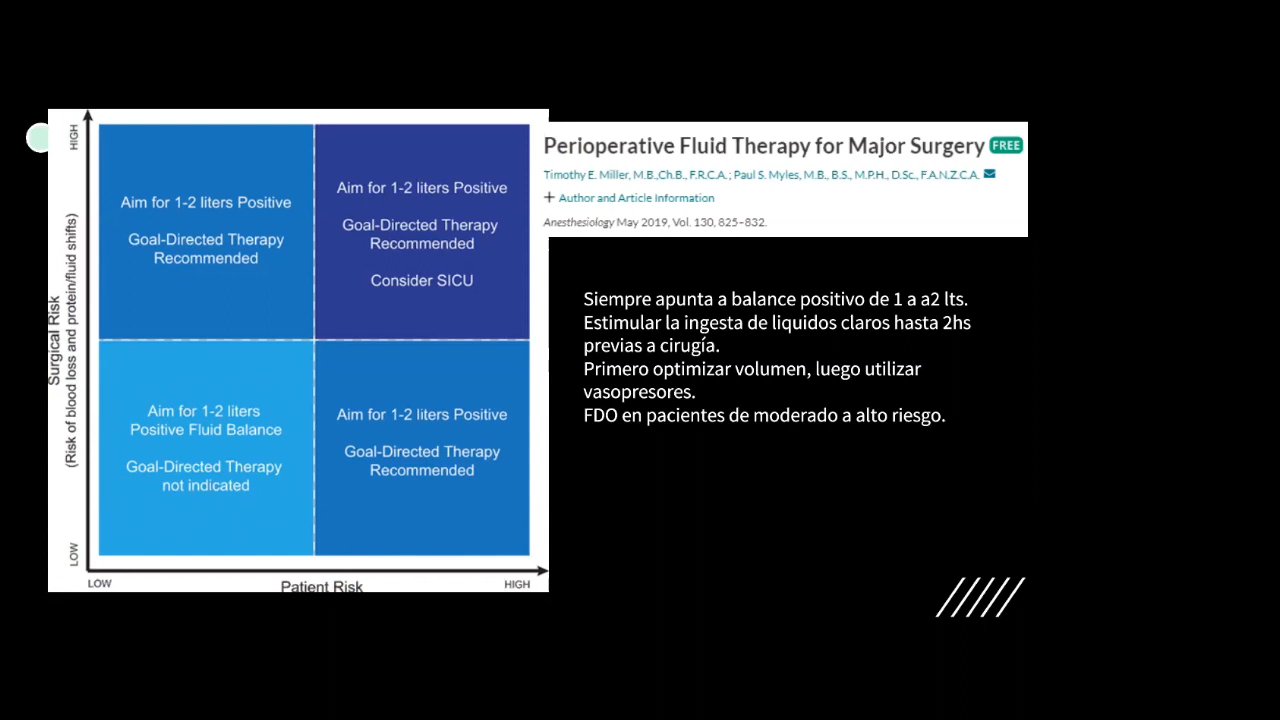 HIGH
Surgical Risk
(Risk of blood loss and protein/fluid shifts)
LOW
Aim for 1-2 liters Positive
Goal-Directed Therapy
Recommended
Aim for 1-2 liters Positive
Goal-Directed Therapy
Recommended
Consider SICU
Aim for 1-2 liters
Positive Fluid Balance
Goal-Directed Therapy
not indicated
Aim for 1-2 liters Positive
Goal-Directed Therapy
Recommended
LOW
Patient Risk
HIGH
Perioperative Fluid Therapy for Major Surgery FREE
Timothy E. Miller, M.B.,Ch.B., F.R.C.A.; Paul S. Myles, M.B., B.S., M.P.H., D.Sc., F.A.N.Z.C.A.
+ Author and Article Information
Anesthesiology May 2019, Vol. 130, 825–832.
Siempre apunta a balance positivo de 1 a a2 lts.
Estimular la ingesta de liquidos claros hasta 2hs
previas a cirugía.
Primero optimizar volumen, luego utilizar
vasopresores.
FDO en pacientes de moderado a alto riesgo.